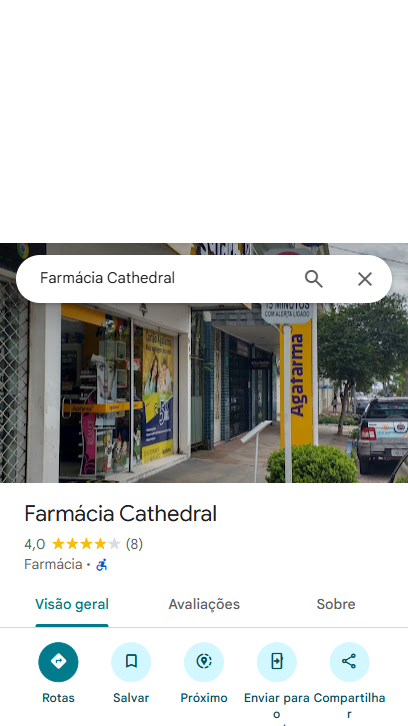 Farmácia Cathedral
15 MINUTOS
COM ALERTA LIGADO
Agafarma
Farmácia Cathedral
4,0 (8)
Farmácia ·
Visão geral
Avaliações
Sobre
Rotas
Salvar
Próximo
Enviar para o
Compartilhar